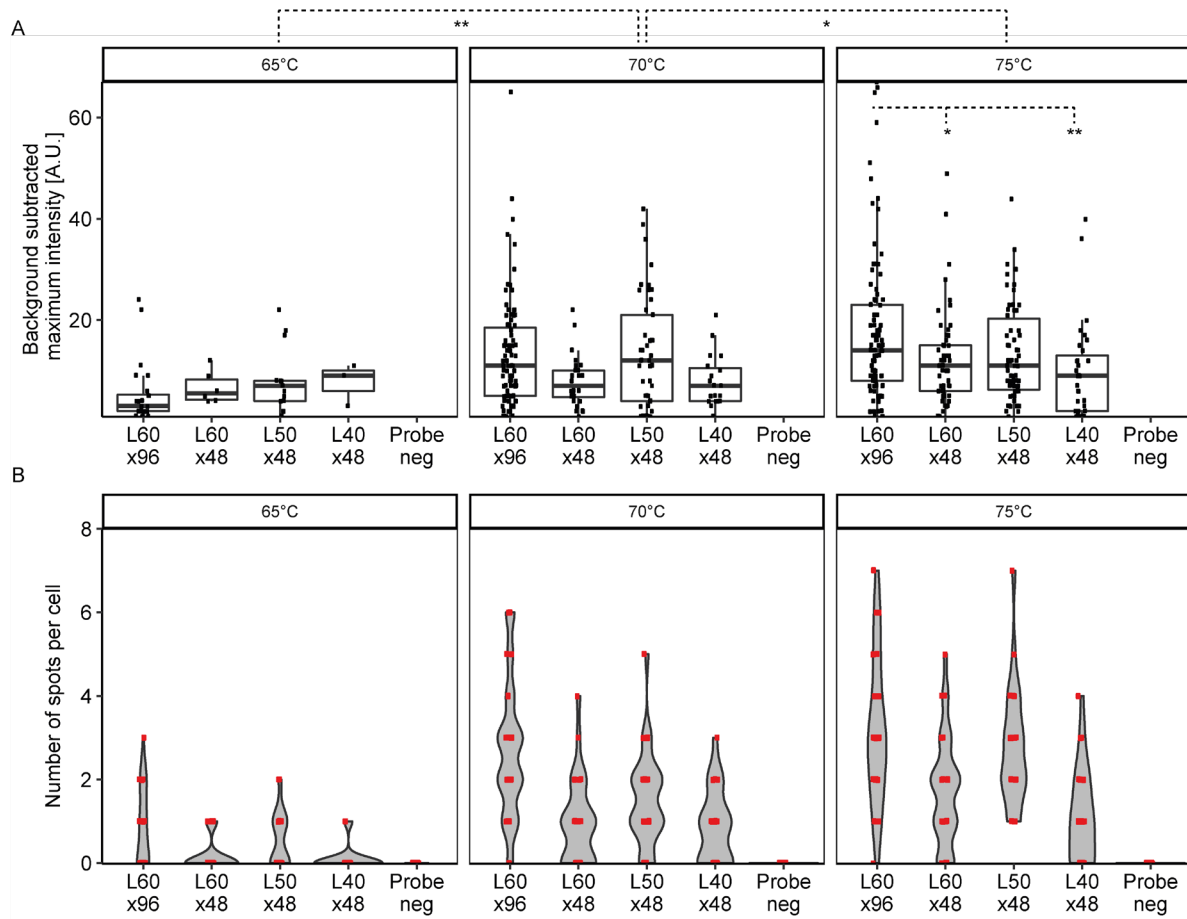 A
** *
65°C 70°C 75°C
Background subtracted
maximum intensity [A.U.]
60
40
20
* **
L60 L60 L50 L40 Probe L60 L60 L50 L40 Probe L60 L60 L50 L40 Probe
x96 x48 x48 x48 neg x96 x48 x48 x48 neg x96 x48 x48 x48 neg
B
65°C 70°C 75°C
Number of spots per cell
8
6
4
2
0
L60 L60 L50 L40 Probe L60 L60 L50 L40 Probe L60 L60 L50 L40 Probe
x96 x48 x48 x48 neg x96 x48 x48 x48 neg x96 x48 x48 x48 neg